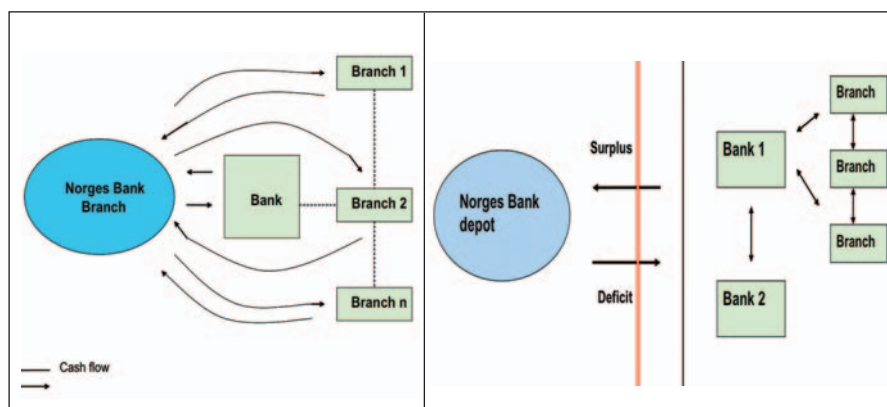 Branch 1
Norges Bank
Branch
Bank
Branch 2
Branch n
Cash flow
Surplus
Norges Bank
depot
Deficit
Bank 1
Branch
Branch
Branch
Bank 2